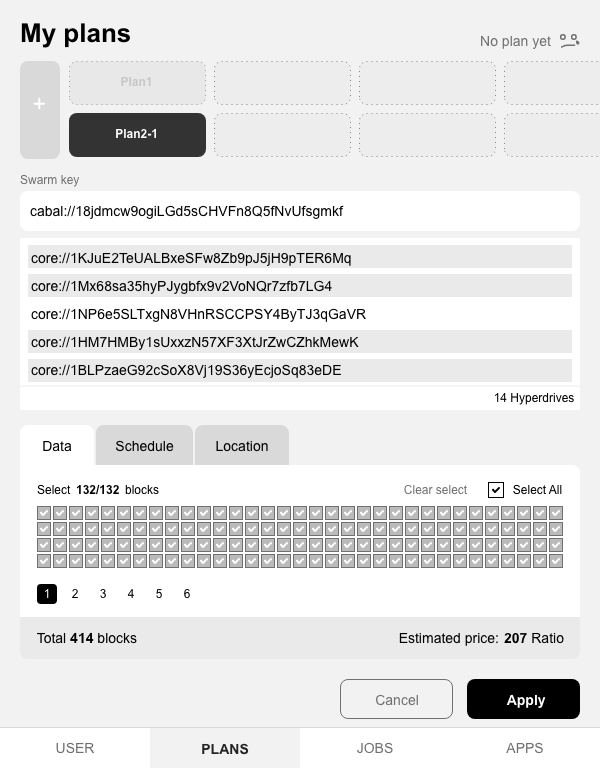 My plans
No plan yet
+
Plan1
Plan2-1
Swarm key
cabal://18jdmcw9ogiLGd5sCHVFn8Q5fNvUfsgmkf
core://1KJuE2TeUALBxeSFw8Zb9pJ5jH9pTER6Mq
core://1Mx68sa35hyPJygbfx9v2VoNQr7zfb7LG4
core://1NP6e5SLTxgN8VHnRSCCPSY4ByTJ3qGaVR
core://1HM7HMBy1sUxxzN57XF3XtJrZwCZhkMewK
core://1BLPzaeG92cSoX8Vj19S36yEcjoSq83eDE
14 Hyperdrives
Data Schedule Location
Select 132/132 blocks Clear select Select All
1 2 3 4 5 6
Total 414 blocks Estimated price: 207 Ratio
Cancel Apply
USER PLANS JOBS APPS